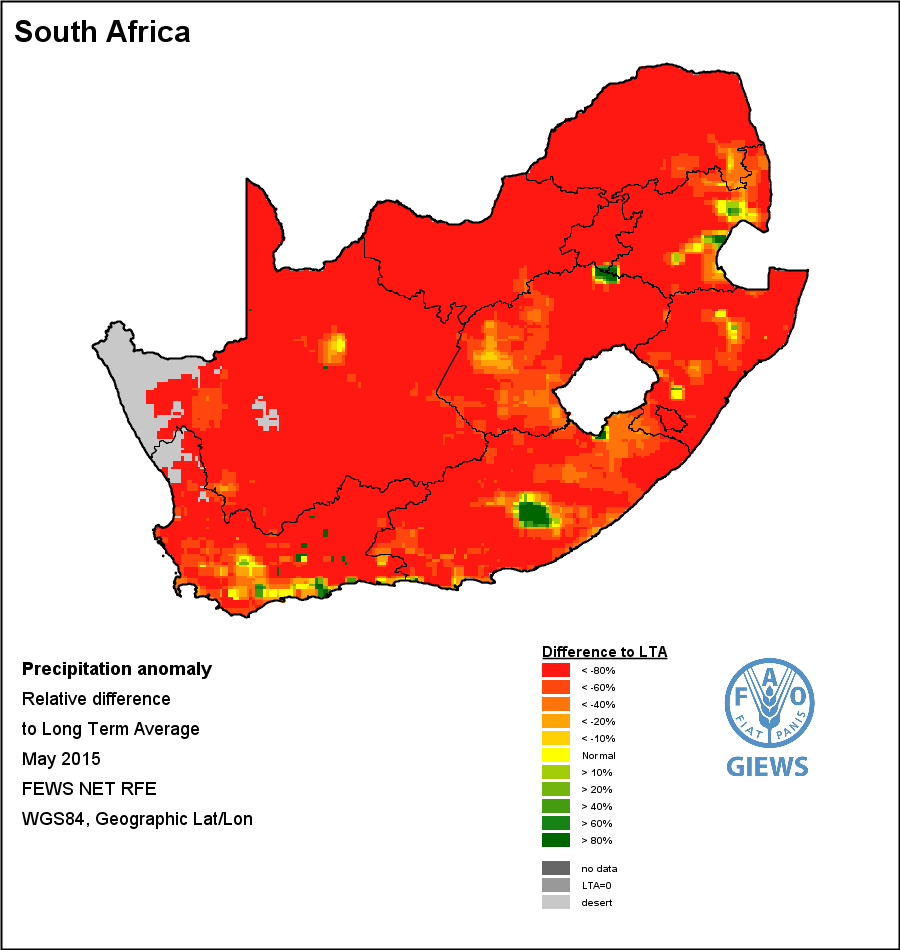 South Africa
Precipitation anomaly
Relative difference
to Long Term Average
May 2015
FEWS NET RFE
WGS84, Geographic Lat/Lon
Difference to LTA
< -80%
< -60%
< -40%
< -20%
< -10%
Normal
> 10%
> 20%
> 40%
> 60%
> 80%
no data
LTA=0
desert
F A O
FIAT PANIS
GIEWS